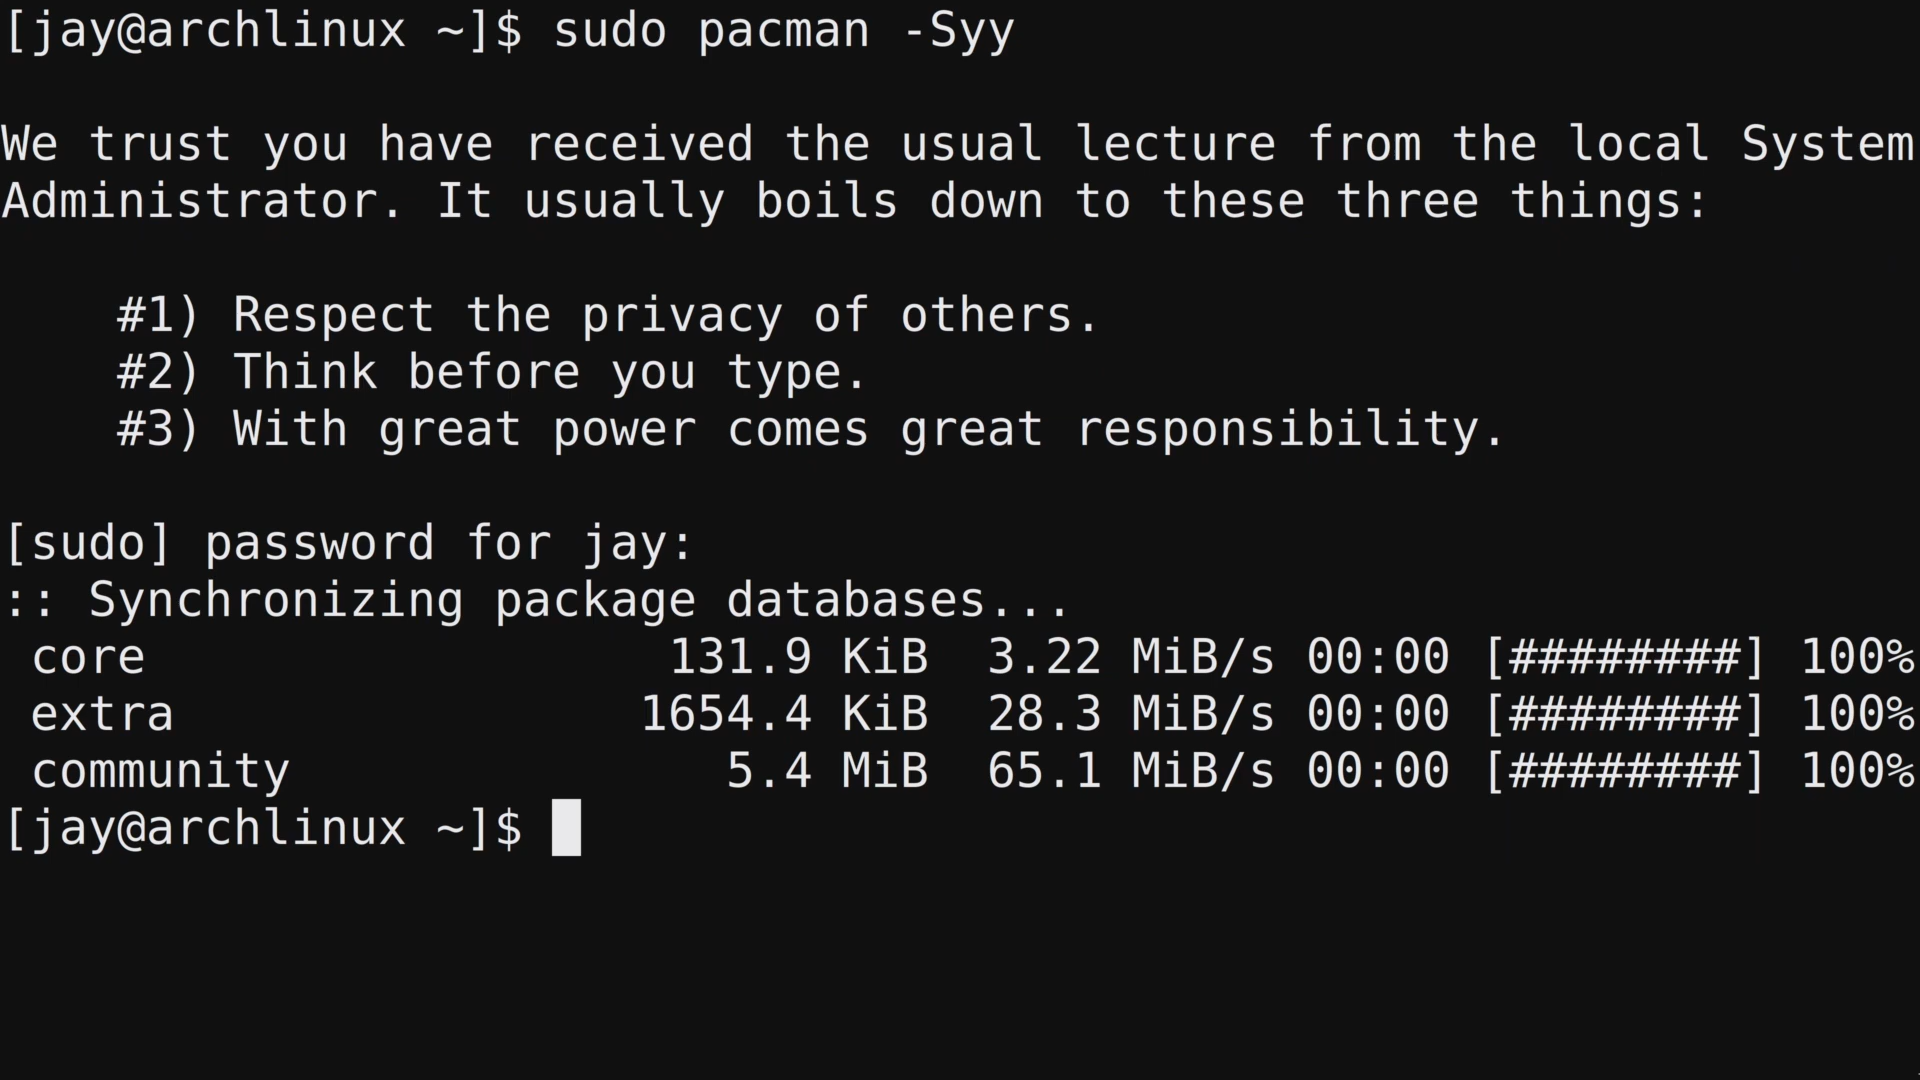 [jay@archlinux ~]$ sudo pacman -Syy
We trust you have received the usual lecture from the local System
Administrator. It usually boils down to these three things:
#1) Respect the privacy of others.
#2) Think before you type.
#3) With great power comes great responsibility.
[sudo] password for jay:
:: Synchronizing package databases...
core 131.9 KiB 3.22 MiB/s 00:00 [########] 100%
extra 1654.4 KiB 28.3 MiB/s 00:00 [########] 100%
community 5.4 MiB 65.1 MiB/s 00:00 [########] 100%
[jay@archlinux ~]$